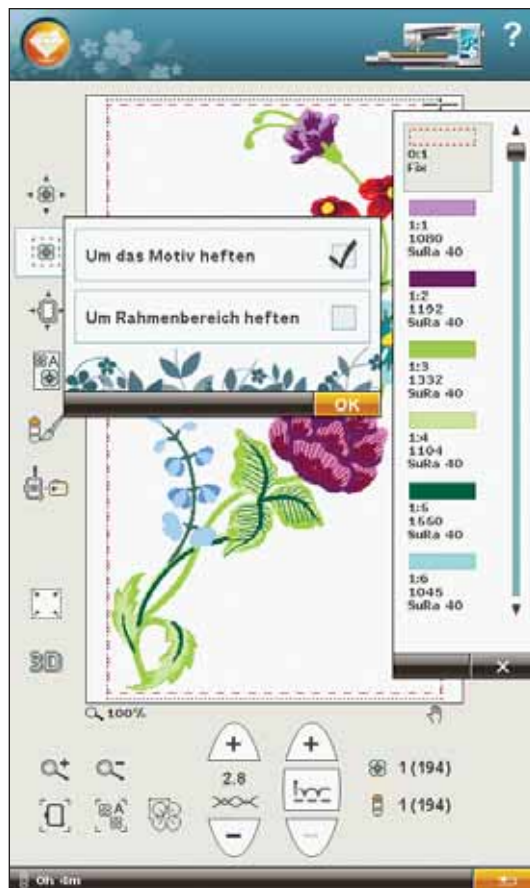 ?
0:1
Fix
1:1
1080
SuRa 40
1:2
1192
SuRa 40
1:3
1332
SuRa 40
1:4
1104
SuRa 40
1:5
SuRa 40
1:6
1045
SuRa 40
Um das Motiv heften
Um Rahmenbereich heften
OK
A
3D
100%
2.8
1 (194)
A
1 (194)
0h 4m